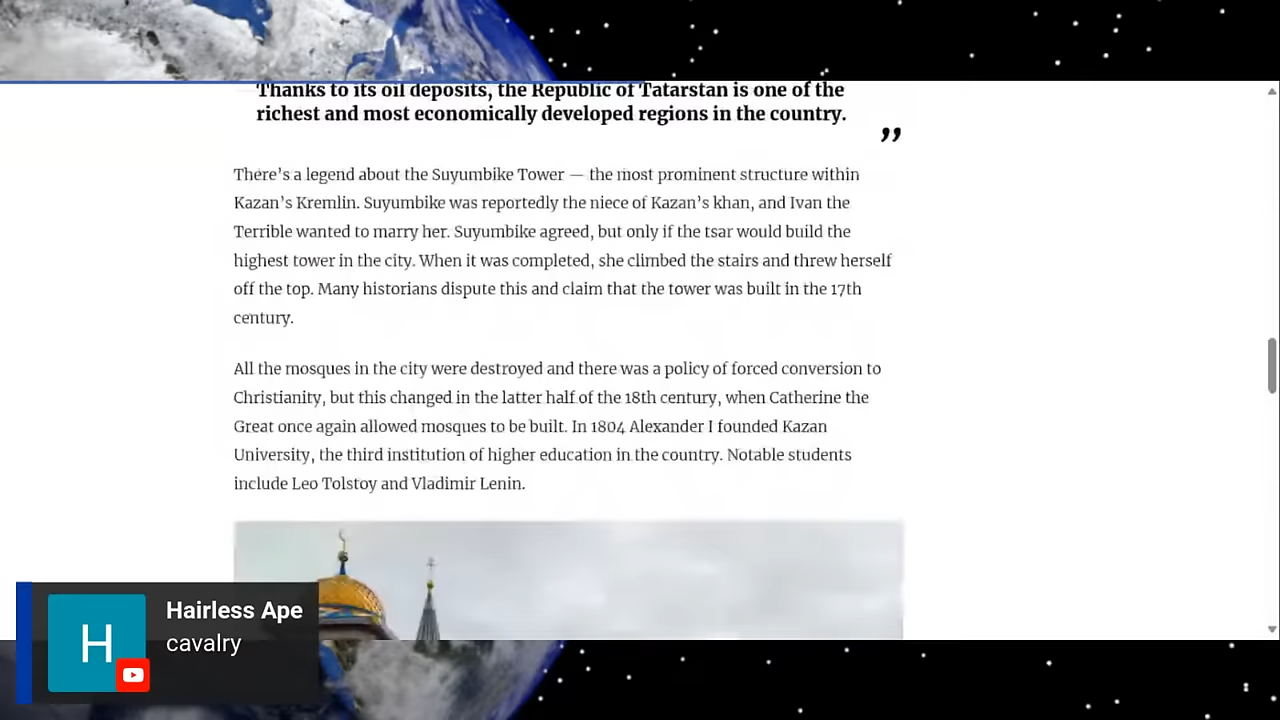 Thanks to its oil deposits, the Republic of Tatarstan is one of the
richest and most economically developed regions in the country.
”
There’s a legend about the Suyumbike Tower — the most prominent structure within
Kazan’s Kremlin. Suyumbike was reportedly the niece of Kazan’s khan, and Ivan the
Terrible wanted to marry her. Suyumbike agreed, but only if the tsar would build the
highest tower in the city. When it was completed, she climbed the stairs and threw herself
off the top. Many historians dispute this and claim that the tower was built in the 17th
century.
All the mosques in the city were destroyed and there was a policy of forced conversion to
Christianity, but this changed in the latter half of the 18th century, when Catherine the
Great once again allowed mosques to be built. In 1804 Alexander I founded Kazan
University, the third institution of higher education in the country. Notable students
include Leo Tolstoy and Vladimir Lenin.
H
Hairless Ape
cavalry